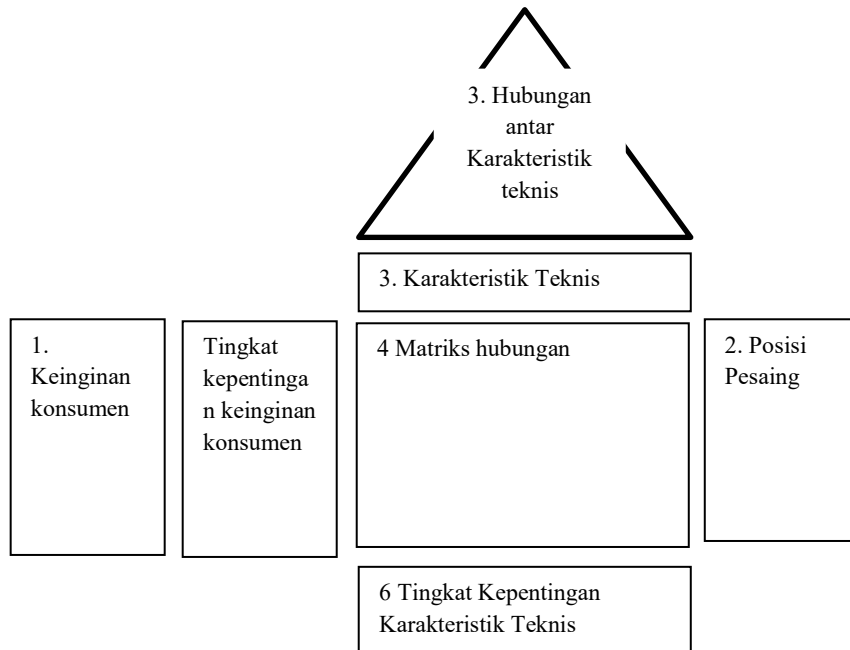 3. Hubungan
antar
Karakteristik
teknis
3. Karakteristik Teknis
1.
Keinginan
konsumen
Tingkat
kepentinga
n keinginan
konsumen
4 Matriks hubungan
2. Posisi
Pesaing
6 Tingkat Kepentingan
Karakteristik Teknis